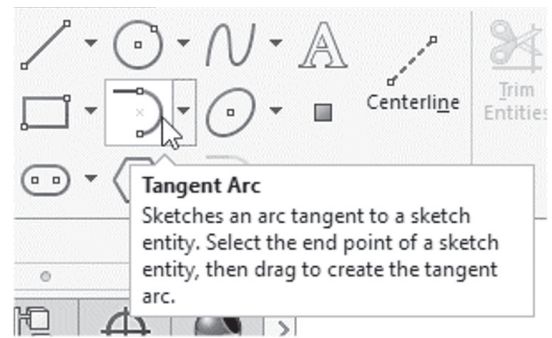 Centerline
Trim
Entities
Tangent Arc
Sketches an arc tangent to a sketch
entity. Select the end point of a sketch
entity, then drag to create the tangent
arc.